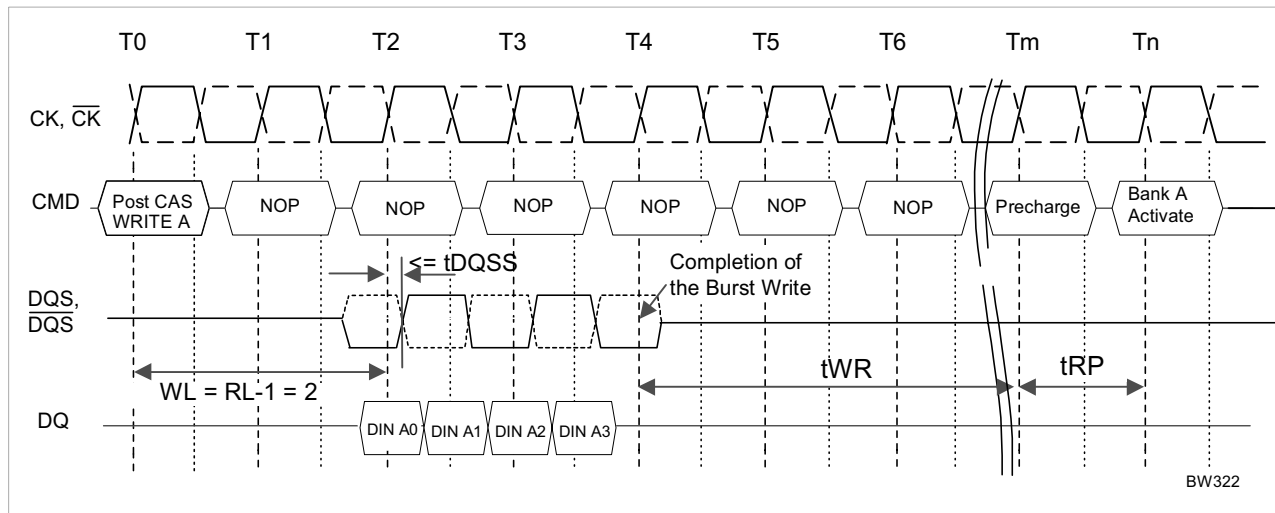 T0 T1 T2 T3 T4 T5 T6 Tm Tn
CK, C̅K̅
CMD
Post CAS
WRITE A
NOP NOP NOP NOP NOP NOP Precharge
Bank A
Activate
<= tDQSS
Completion of
the Burst Write
DQS,
D̅Q̅S̅
WL = RL-1 = 2
tWR
tRP
DQ
DIN A0 DIN A1 DIN A2 DIN A3
BW322